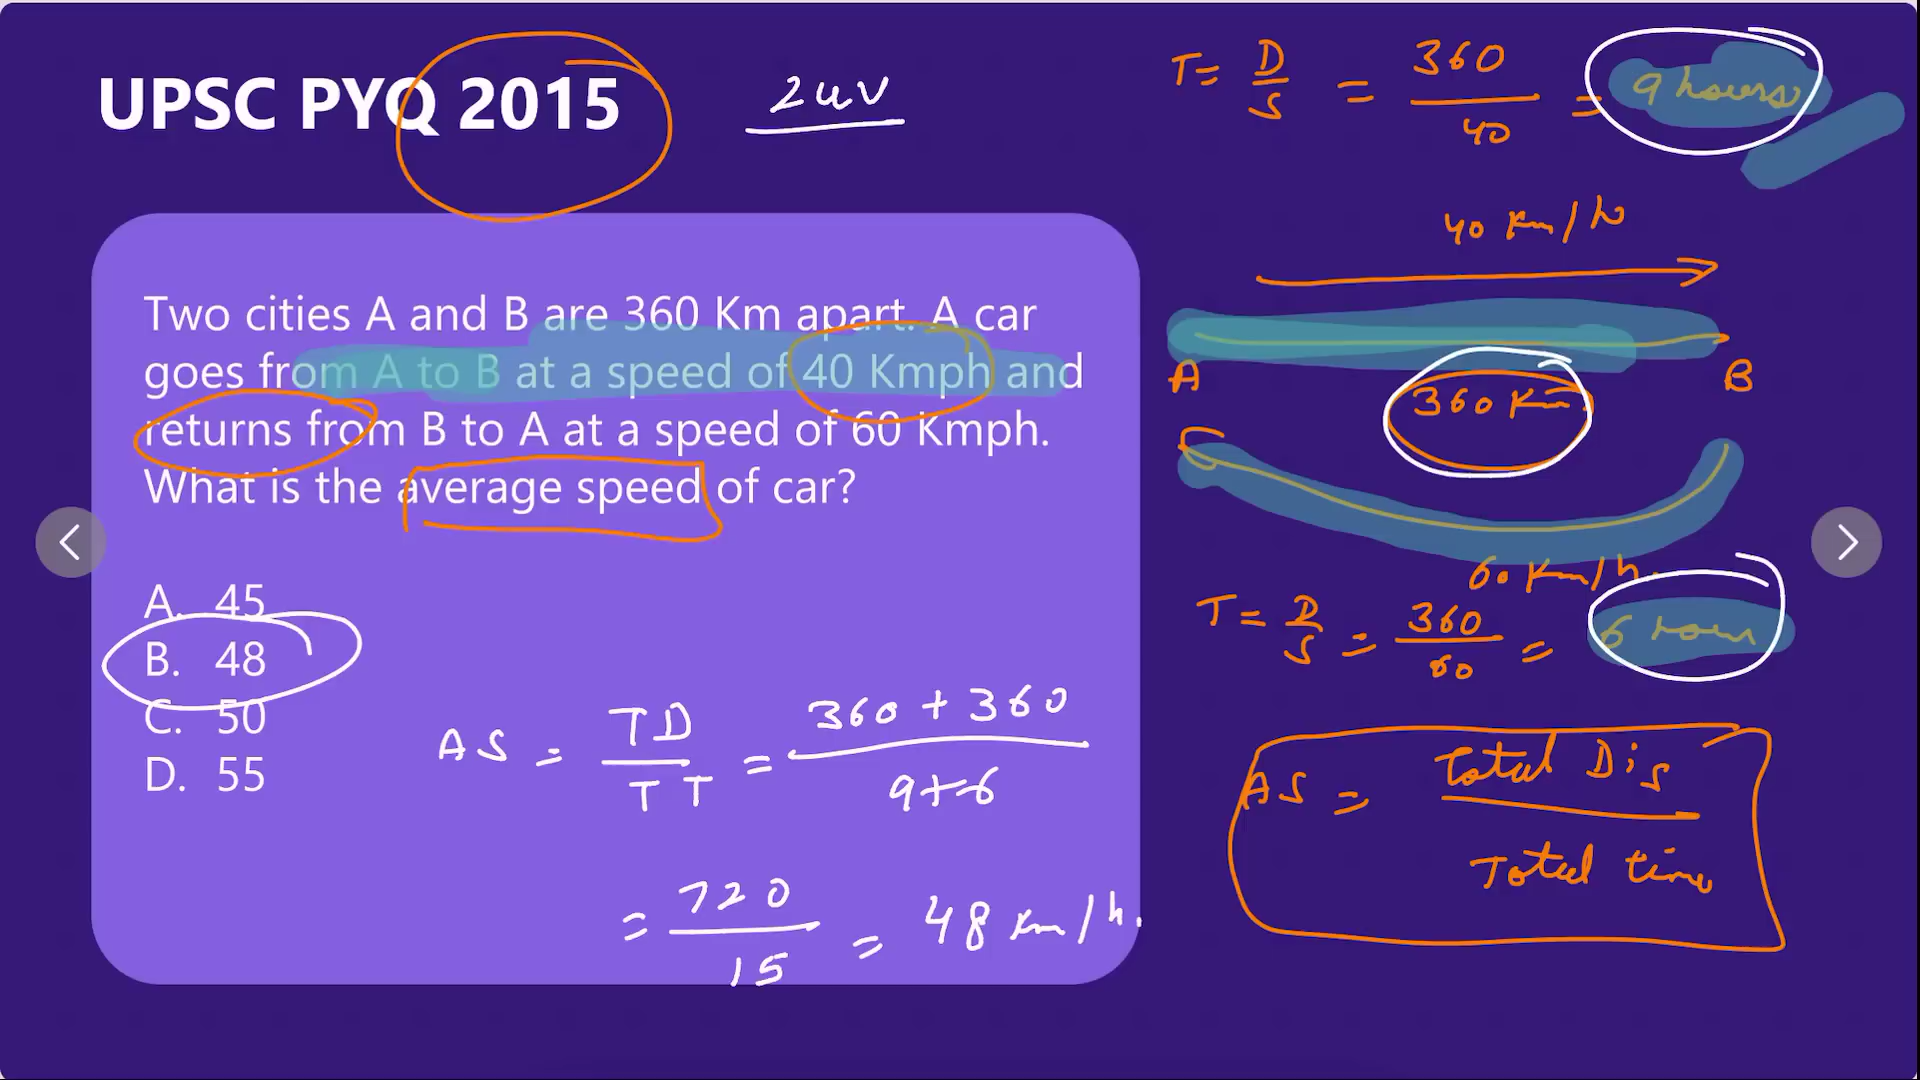 UPSC PYQ 2015
2uv
T = D/S = 360/40 = 9 hours
40 Km/h
Two cities A and B are 360 Km apart. A car
goes from A to B at a speed of 40 Kmph and
returns from B to A at a speed of 60 Kmph.
What is the average speed of car?
A B
360 Km
60 Km/h.
T = D/S = 360/60 = 6 hour
A. 45
B. 48
C. 50
D. 55
AS = TD/TT = 360 + 360/9+6
= 720/15 = 48 Km/h.
AS = Total Dis/Total time